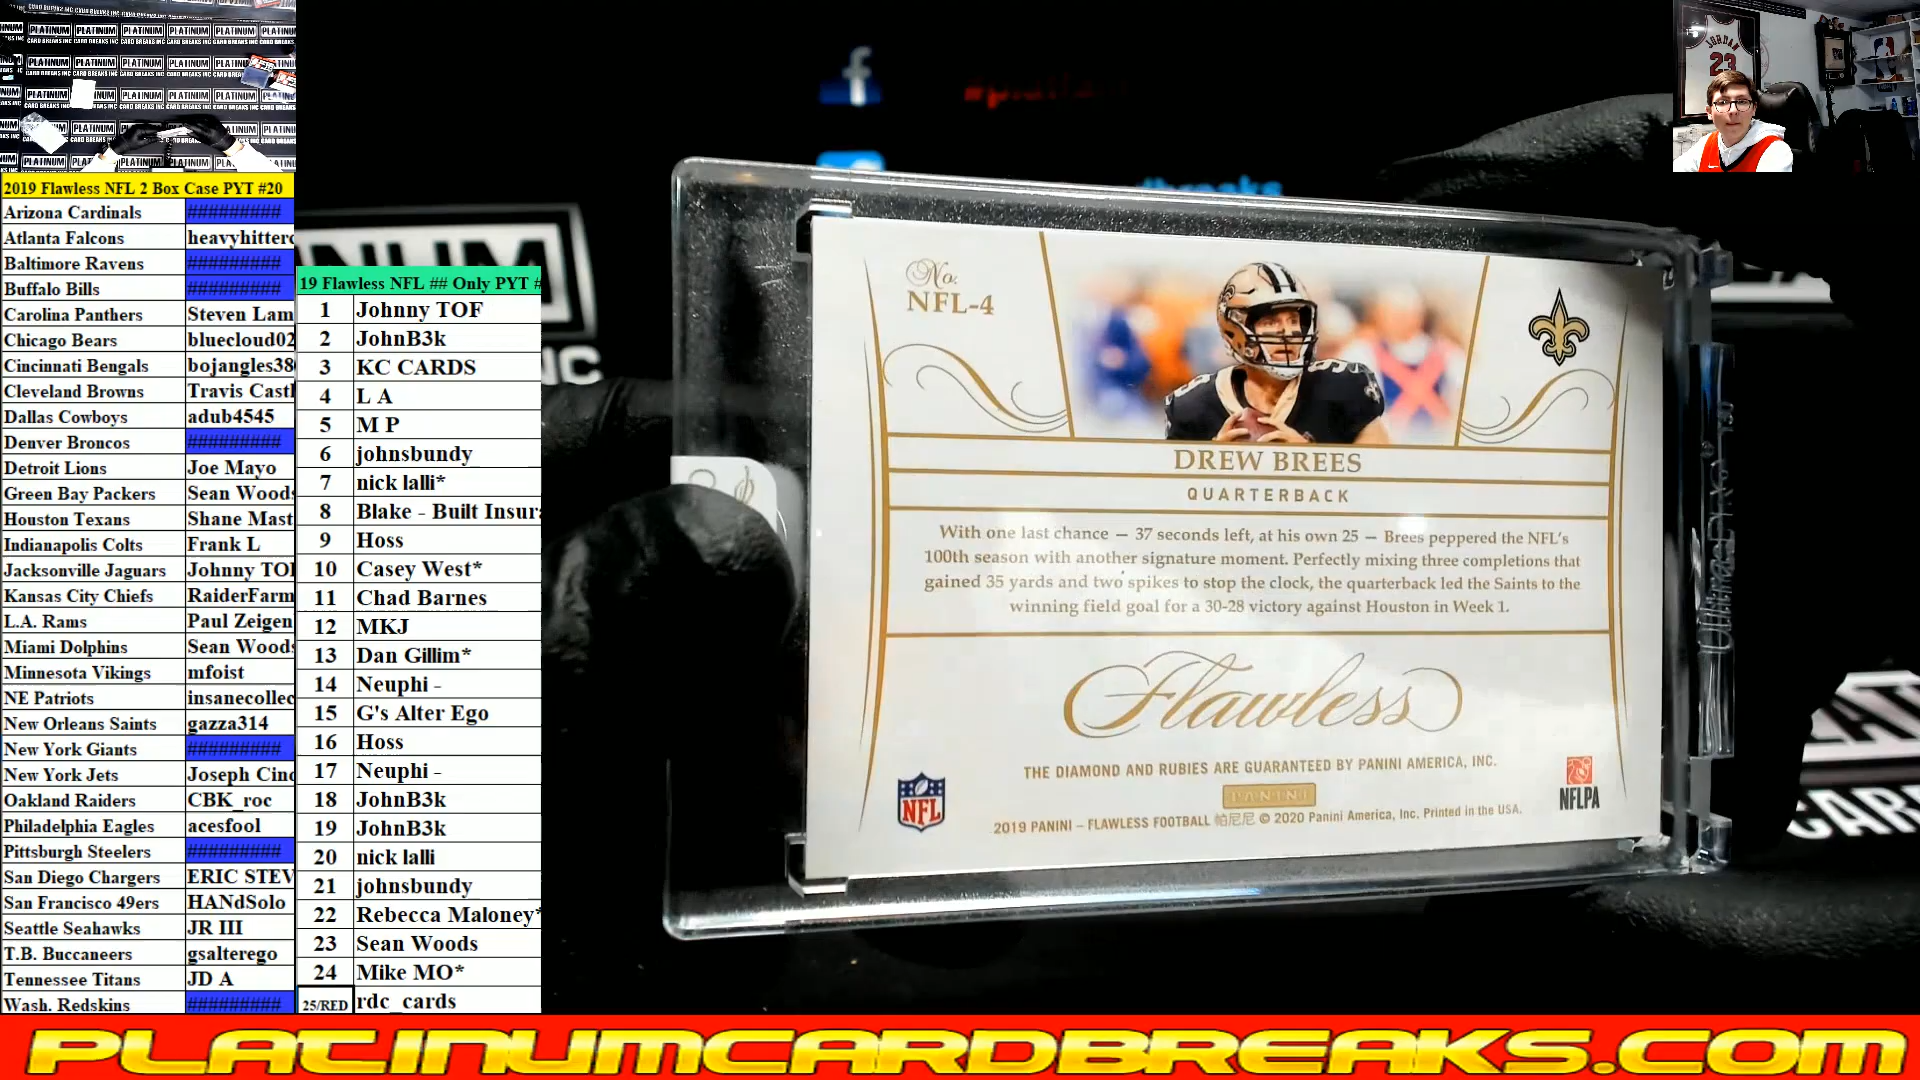 2019 Flawless NFL 2 Box Case PYT #20
Arizona Cardinals #########
Atlanta Falcons heavyhitterc
Baltimore Ravens #########
Buffalo Bills #########
Carolina Panthers Steven Lam
Chicago Bears bluecloud02
Cincinnati Bengals bojangles38
Cleveland Browns Travis Castl
Dallas Cowboys adub4545
Denver Broncos #########
Detroit Lions Joe Mayo
Green Bay Packers Sean Woods
Houston Texans Shane Mast
Indianapolis Colts Frank L
Jacksonville Jaguars Johnny TOF
Kansas City Chiefs RaiderFarm
L.A. Rams Paul Zeigen
Miami Dolphins Sean Woods
Minnesota Vikings mfoist
NE Patriots insanecollec
New Orleans Saints gazza314
New York Giants #########
New York Jets Joseph Cinc
Oakland Raiders CBK_roc
Philadelphia Eagles acesfool
Pittsburgh Steelers #########
San Diego Chargers ERIC STEV
San Francisco 49ers HANdSolo
Seattle Seahawks JR III
T.B. Buccaneers gsalterego
Tennessee Titans JD A
Wash. Redskins #########
19 Flawless NFL ## Only PYT #
1 Johnny TOF
2 JohnB3k
3 KC CARDS
4 L A
5 M P
6 johnsbundy
7 nick lalli*
8 Blake - Built Insura
9 Hoss
10 Casey West*
11 Chad Barnes
12 MKJ
13 Dan Gillim*
14 Neuphi -
15 G's Alter Ego
16 Hoss
17 Neuphi -
18 JohnB3k
19 JohnB3k
20 nick lalli
21 johnsbundy
22 Rebecca Maloney*
23 Sean Woods
24 Mike MO*
25/RED rdc_cards
No.
NFL-4
DREW BREES
QUARTERBACK
With one last chance — 37 seconds left, at his own 25 — Brees peppered the NFL's
100th season with another signature moment. Perfectly mixing three completions that
gained 35 yards and two spikes to stop the clock, the quarterback led the Saints to the
winning field goal for a 30-28 victory against Houston in Week 1.
Flawless
THE DIAMOND AND RUBIES ARE GUARANTEED BY PANINI AMERICA, INC.
PANINI
2019 PANINI – FLAWLESS FOOTBALL 帕尼尼 © 2020 Panini America, Inc. Printed in the USA.
NFL
NFLPA
JORDAN
23
PLATINUMCARDBREAKS.COM